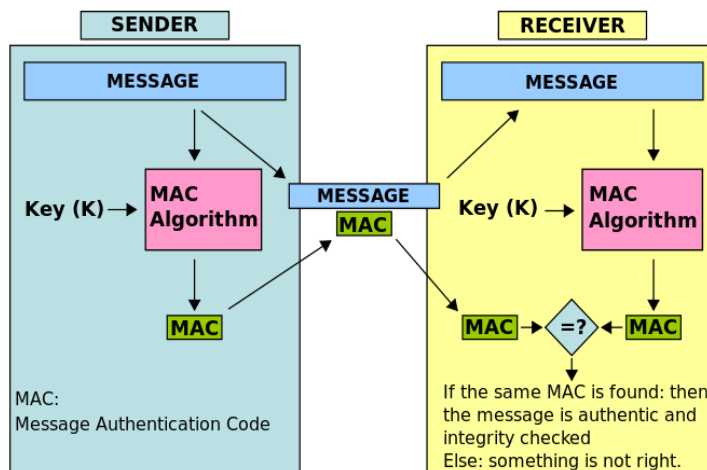 SENDER
RECEIVER
MESSAGE
MESSAGE
Key (K)
MAC
Algorithm
MESSAGE
MAC
Key (K)
MAC
Algorithm
MAC
MAC
=?
MAC
MAC:
Message Authentication Code
If the same MAC is found: then
the message is authentic and
integrity checked
Else: something is not right.